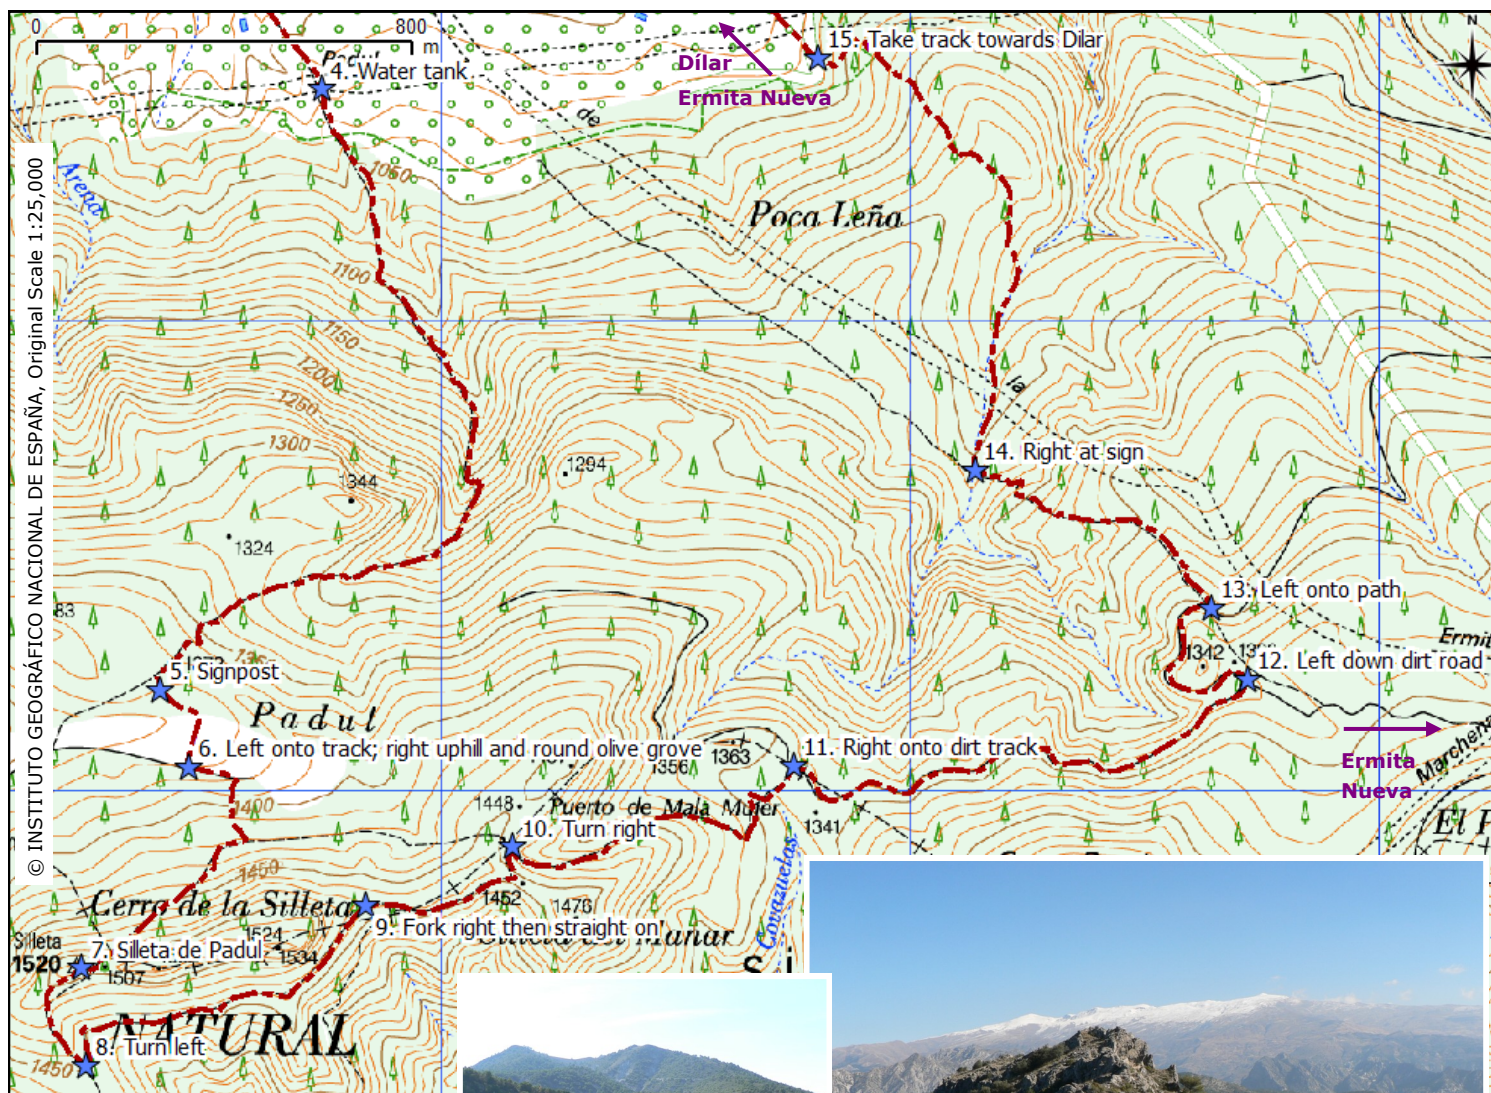 0
800
m
N
15. Take track towards Dilar
Dílar
Ermita Nueva
4. Water tank
de
Arena
1050
Poca Leña
1100
1150
1200
1250
1300
1344
1294
1324
la
14. Right at sign
83
13. Left onto path
1342
12. Left down dirt road
5. Signpost
Padul
6. Left onto track; right uphill and round olive grove
1356
1363
11. Right onto dirt track
Ermita
Nueva
Marchena
1400
1448
Puerto de Mala Mujer
1341
10. Turn right
1450
1452
1476
Covazuelos
Cerro de la Silleta
9. Fork right then straight on
1524
1534
Silleta
1520
7. Silleta de Padul
1507
NATURAL
8. Turn left
1450
© INSTITUTO GEOGRÁFICO NACIONAL DE ESPAÑA, Original Scale 1:25,000